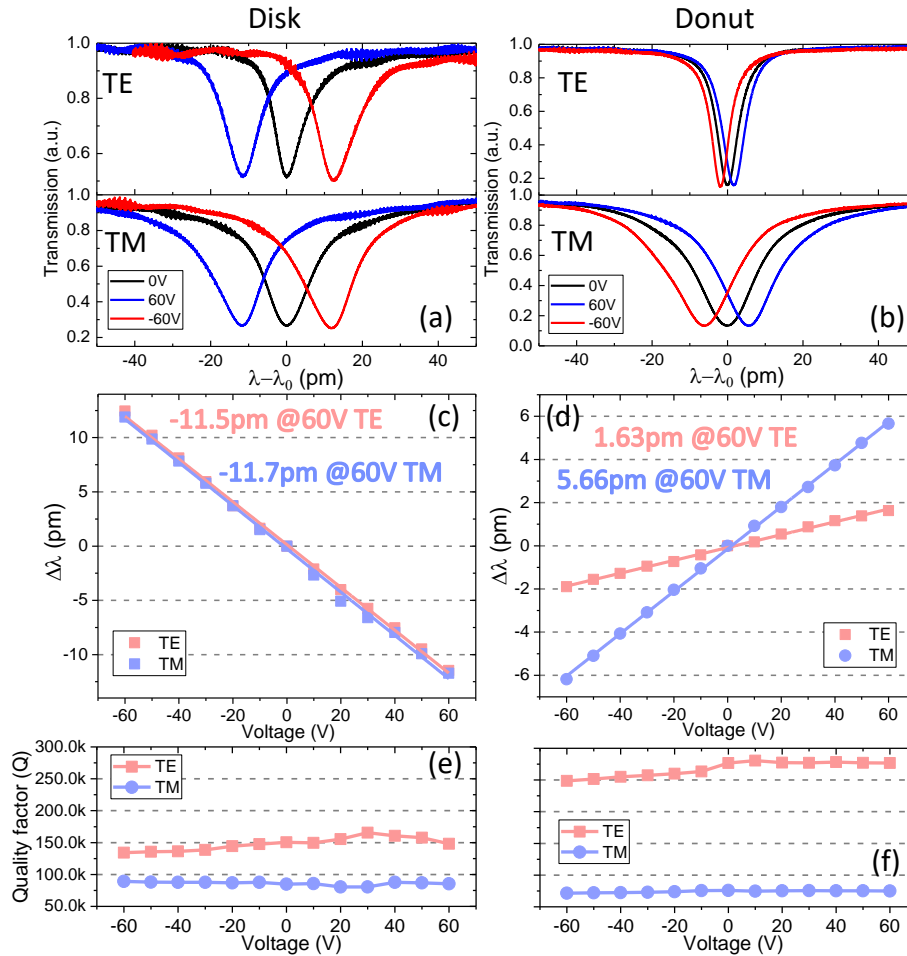 Disk
Donut
Transmission (a.u.)
1.0
0.8
0.6
1.0
0.8
0.6
0.4
0.2
TE
TM
0V
60V
-60V
(a)
-40 -20 0 20 40
λ−λ0 (pm)
Transmission (a.u.)
1.0
0.8
0.6
0.4
0.2
1.0
0.8
0.6
0.4
0.2
0.0
TE
TM
0V
60V
-60V
(b)
-40 -20 0 20 40
λ−λ0 (pm)
(c)
-11.5pm @60V TE
-11.7pm @60V TM
Δλ (pm)
10
5
0
-5
-10
TE
TM
-60 -40 -20 0 20 40 60
Voltage (V)
(d)
1.63pm @60V TE
5.66pm @60V TM
Δλ (pm)
6
4
2
0
-2
-4
-6
TE
TM
-60 -40 -20 0 20 40 60
Voltage (V)
Quality factor (Q)
300.0k
250.0k
200.0k
150.0k
100.0k
50.0k
TE
TM
(e)
-60 -40 -20 0 20 40 60
Voltage (V)
TE
TM
(f)
-60 -40 -20 0 20 40 60
Voltage (V)